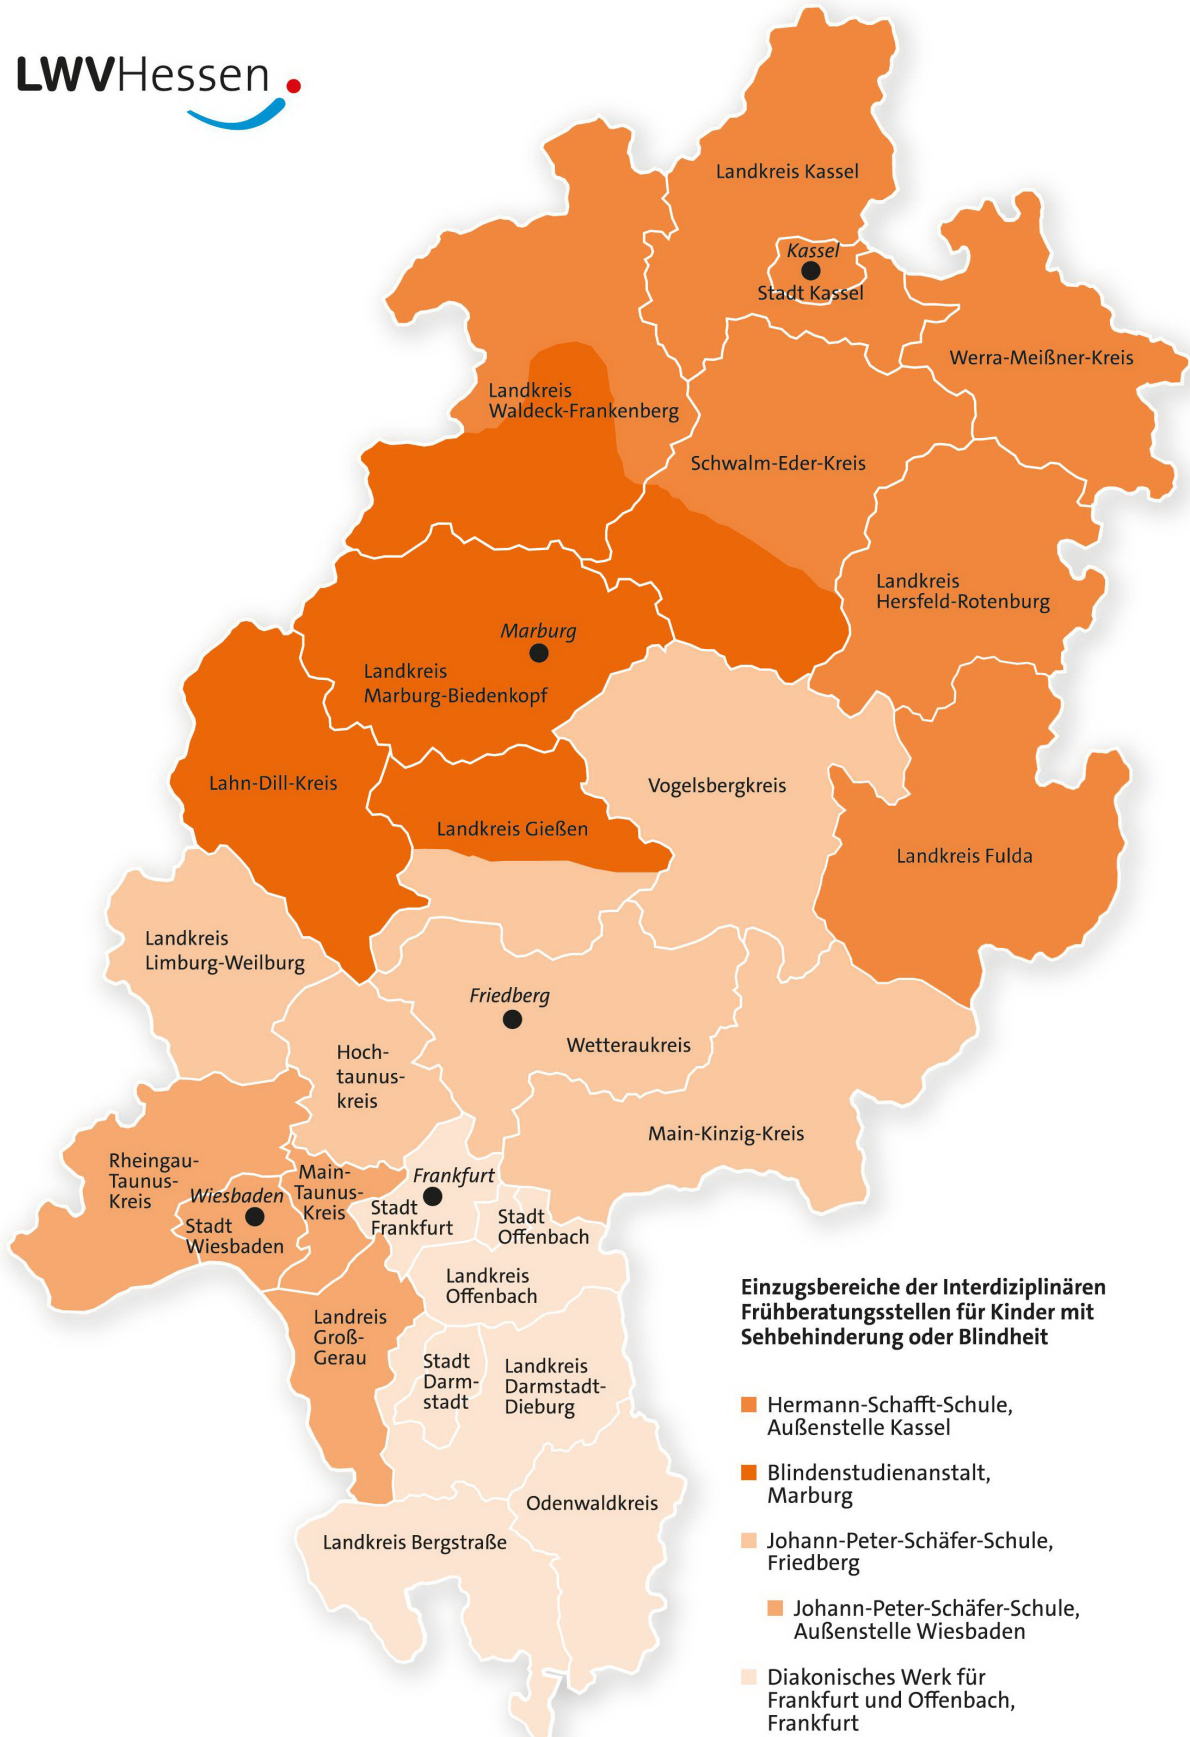 LWVHessen
Landkreis Kassel
Kassel
Stadt Kassel
Werra-Meißner-Kreis
Landkreis
Waldeck-Frankenberg
Schwalm-Eder-Kreis
Landkreis
Hersfeld-Rotenburg
Marburg
Landkreis
Marburg-Biedenkopf
Lahn-Dill-Kreis
Vogelsbergkreis
Landkreis Gießen
Landkreis Fulda
Landkreis
Limburg-Weilburg
Friedberg
Wetteraukreis
Hoch-
taunus-
kreis
Main-Kinzig-Kreis
Rheingau-
Taunus-
Kreis
Wiesbaden
Stadt
Wiesbaden
Main-
Taunus-
Kreis
Frankfurt
Stadt
Frankfurt
Stadt
Offenbach
Landkreis
Offenbach
Landreis
Groß-
Gerau
Stadt
Darm-
stadt
Landkreis
Darmstadt-
Dieburg
Odenwaldkreis
Landkreis Bergstraße
Einzugsbereiche der Interdiziplinären
Frühberatungsstellen für Kinder mit
Sehbehinderung oder Blindheit
Hermann-Schafft-Schule,
Außenstelle Kassel
Blindenstudienanstalt,
Marburg
Johann-Peter-Schäfer-Schule,
Friedberg
Johann-Peter-Schäfer-Schule,
Außenstelle Wiesbaden
Diakonisches Werk für
Frankfurt und Offenbach,
Frankfurt